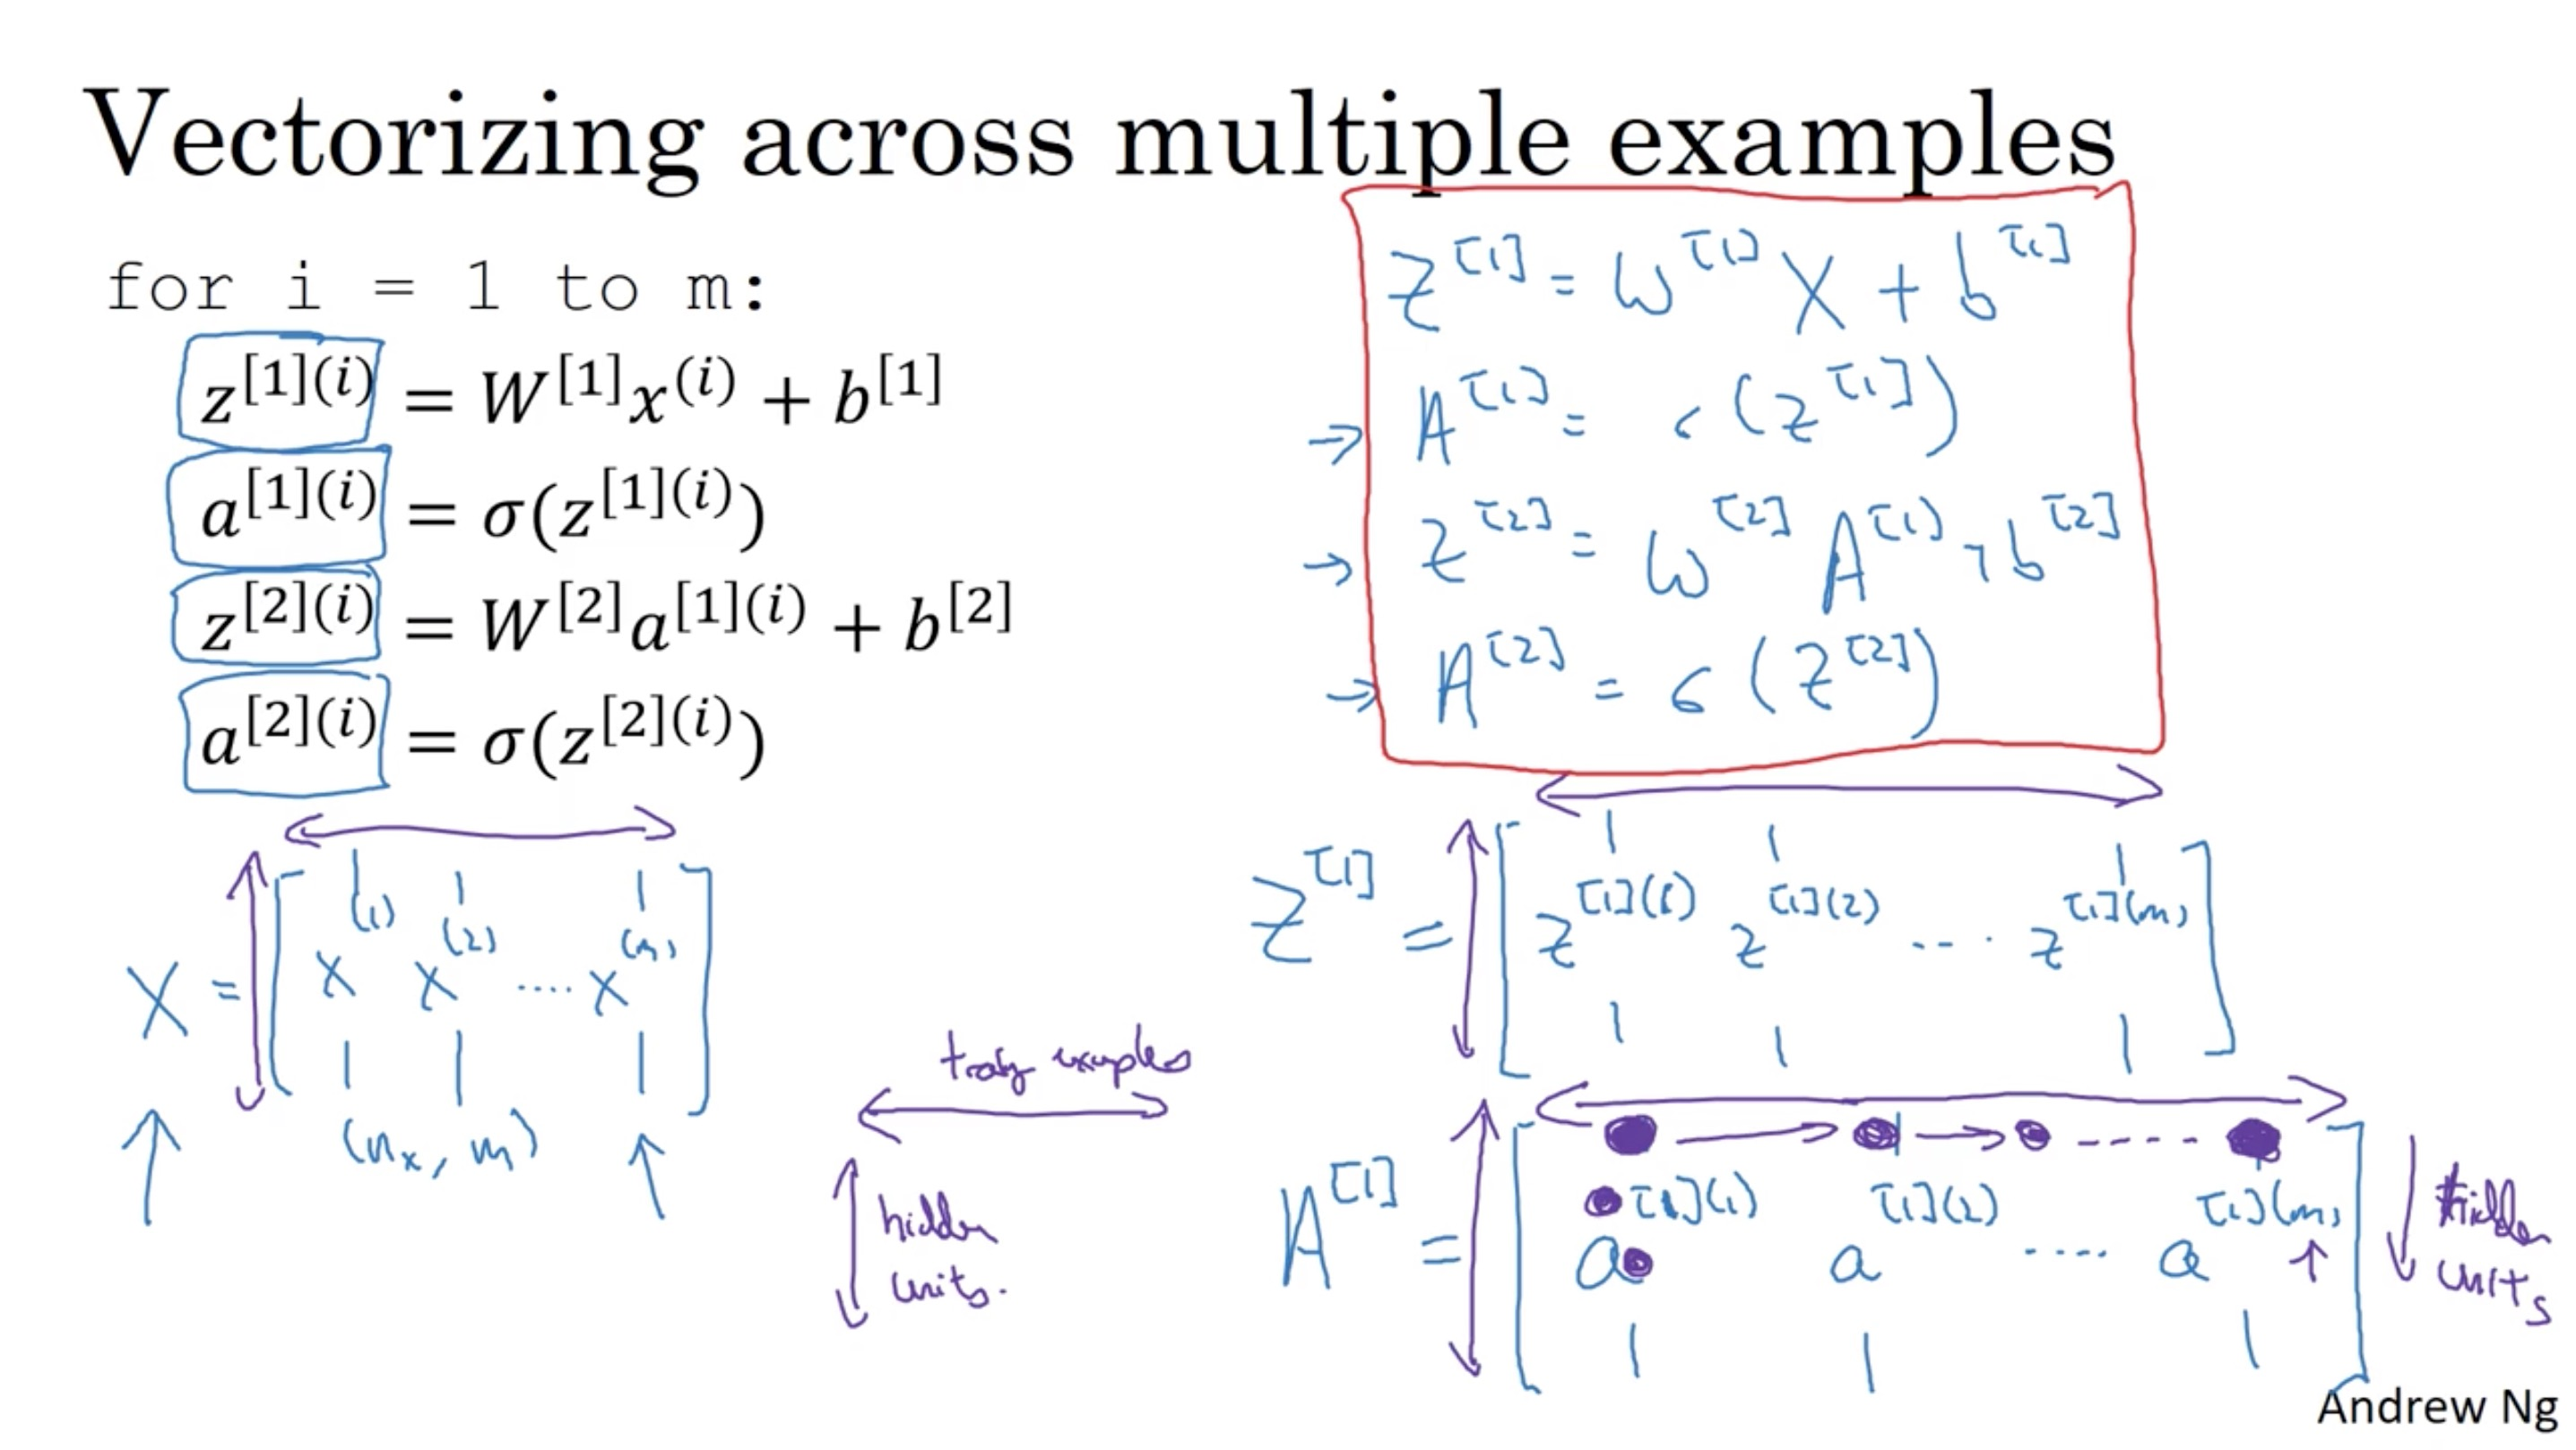 Vectorizing across multiple examples
for i = 1 to m:
z^{[1](i)} = W^{[1]}x^{(i)} + b^{[1]}
a^{[1](i)} = σ(z^{[1](i)})
z^{[2](i)} = W^{[2]}a^{[1](i)} + b^{[2]}
a^{[2](i)} = σ(z^{[2](i)})
Z^{[1]} = W^{[1]} X + b^{[1]}
→ A^{[1]} = σ(Z^{[1]})
→ Z^{[2]} = W^{[2]} A^{[1]} + b^{[2]}
→ A^{[2]} = σ(Z^{[2]})
X = [ x^{(1)} x^{(2)} .... x^{(m)} ]
(n_x, m)
examples
hidden
units.
Z^{[1]} = [ z^{[1](1)} z^{[1](2)} ... z^{[1](m)} ]
A^{[1]} = [ a^{[1](1)} a^{[1](2)} .... a^{[1](m)} ]
hidden
units
Andrew Ng